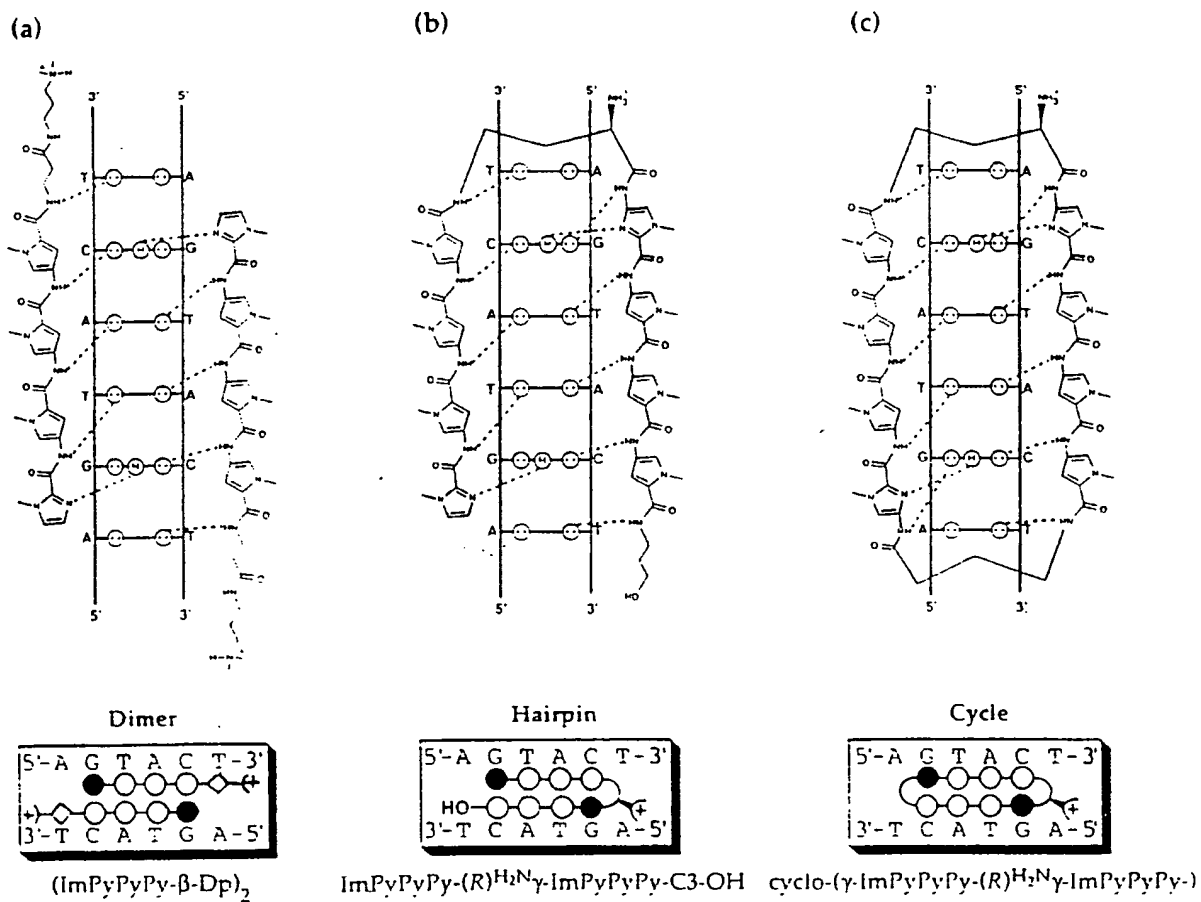 (a)
(b)
(c)
3' 5'
3' 5'
3' 5'
NH3+
NH3+
T A
T A
T A
C H G
C H G
C H G
A T
A T
A T
T A
T A
T A
G H C
G H C
G H C
A T
A T
A T
HO
5' 3'
5' 3'
5' 3'
Dimer
5'-A G T A C T-3'
+
+
3'-T C A T G A-5'
(ImPyPyPy-β-Dp)2
Hairpin
5'-A G T A C T-3'
HO
+
3'-T C A T G A-5'
ImPyPyPy-(R)H2Nγ-ImPyPyPy-C3-OH
Cycle
5'-A G T A C T-3'
+
3'-T C A T G A-5'
cyclo-(γ-ImPyPyPy-(R)H2Nγ-ImPyPyPy-)